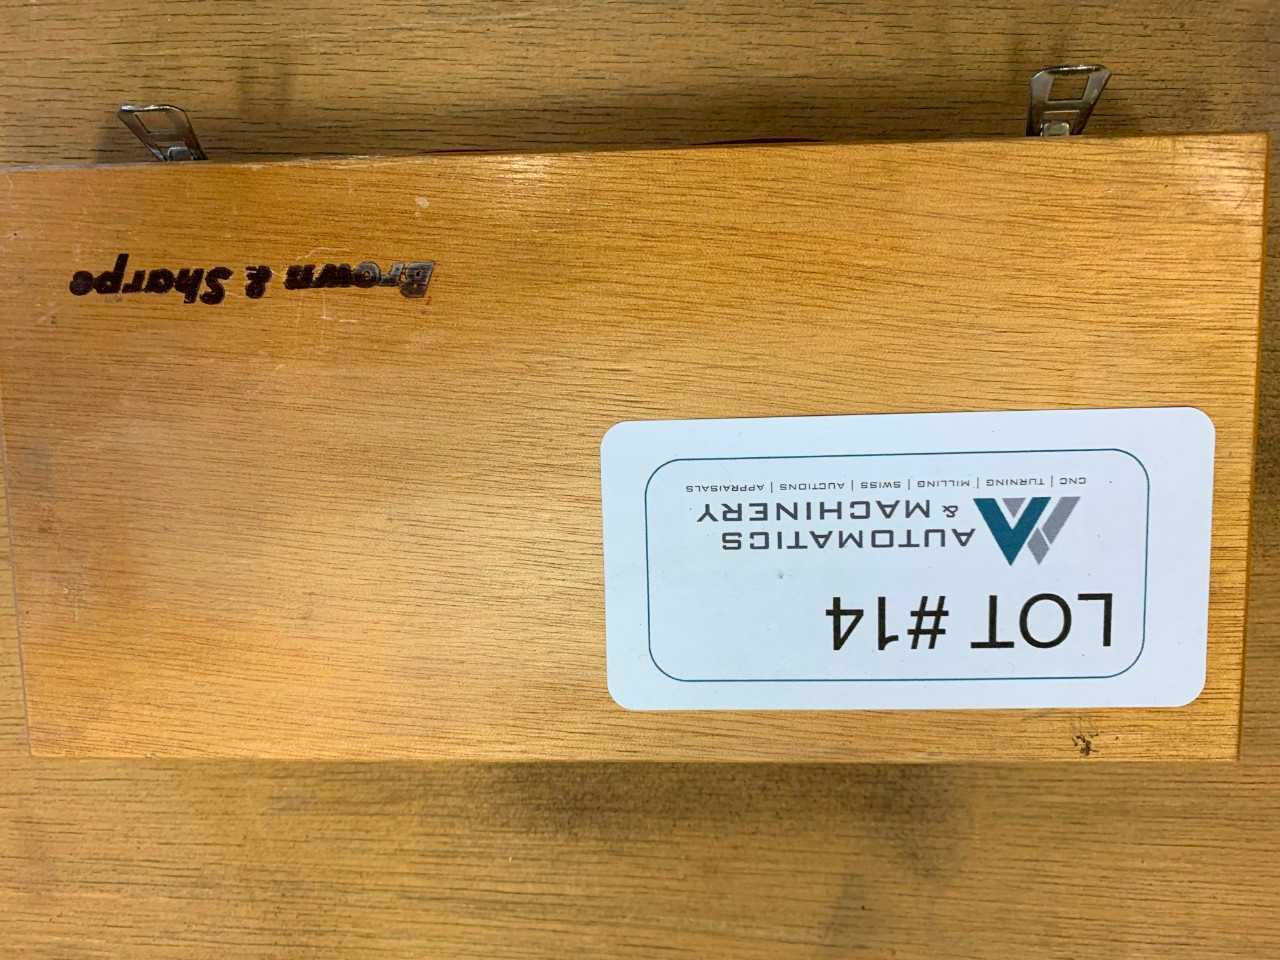 LOT #14
AUTOMATICS
& MACHINERY
CNC | TURNING | MILLING | SWISS | AUCTIONS | APPRAISALS
Brown & Sharpe